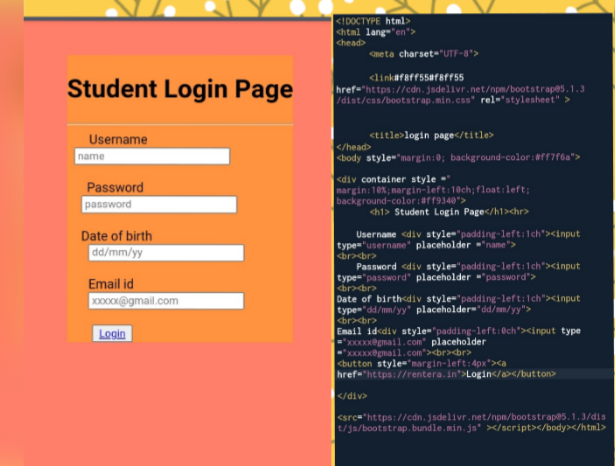 Student Login Page
Username
name
Password
password
Date of birth
dd/mm/yy
Email id
xxxxx@gmail.com
Login
<!DOCTYPE html>
<html lang="en">
<head>
<meta charset="UTF-8">
<link#f8ff55#f8ff55
href="https://cdn.jsdelivr.net/npm/bootstrap@5.1.3
/dist/css/bootstrap.min.css" rel="stylesheet" >
<title>login page</title>
</head>
<body style="margin:0; background-color:#ff7f6a">
<div container style ="
margin:10%;margin-left:10ch;float:left;
background-color:#ff9340">
<h1> Student Login Page</h1><hr>
Username <div style="padding-left:1ch"><input
type="username" placeholder ="name">
<br><br>
Password <div style="padding-left:1ch"><input
type="password" placeholder ="password">
<br><br>
Date of birth<div style="padding-left:1ch"><input
type="dd/mm/yy" placeholder="dd/mm/yy">
<br><br>
Email id<div style="padding-left:0ch"><input type
="xxxxx@gmail.com" placeholder
="xxxxx@gmail.com"><br><br>
<button style="margin-left:4px"><a
href="https://rentera.in">Login</a></button>
</div>
<src="https://cdn.jsdelivr.net/npm/bootstrap@5.1.3/dis
t/js/bootstrap.bundle.min.js" ></script></body></html>